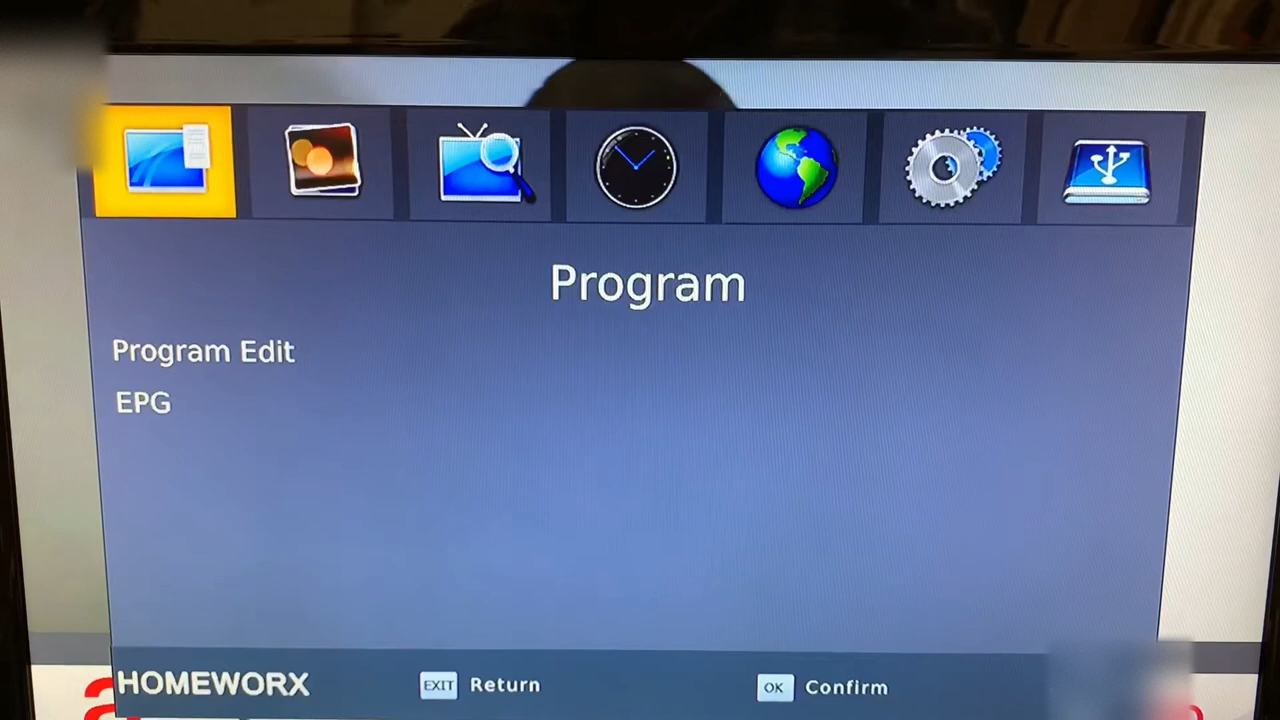 Program
Program Edit
EPG
HOMEWORX
EXIT Return
OK Confirm